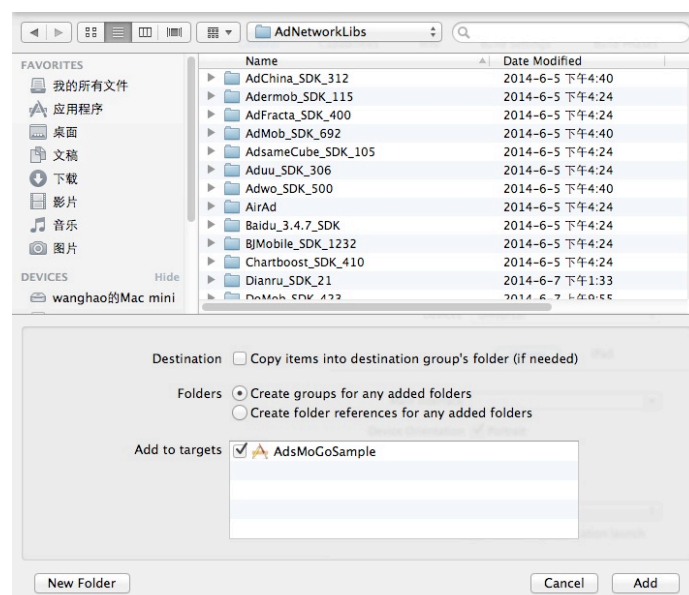 AdNetworkLibs
FAVORITES
我的所有文件
应用程序
桌面
文稿
下载
影片
音乐
图片
DEVICES Hide
wanghao的Mac mini
Name Date Modified
AdChina_SDK_312 2014-6-5 下午4:40
Adermob_SDK_115 2014-6-5 下午4:24
AdFracta_SDK_400 2014-6-5 下午4:24
AdMob_SDK_692 2014-6-5 下午4:40
AdsameCube_SDK_105 2014-6-5 下午4:24
Aduu_SDK_306 2014-6-5 下午4:24
Adwo_SDK_500 2014-6-5 下午4:40
AirAd 2014-6-5 下午4:24
Baidu_3.4.7_SDK 2014-6-5 下午4:24
BJMobile_SDK_1232 2014-6-5 下午4:24
Chartboost_SDK_410 2014-6-5 下午4:24
Dianru_SDK_21 2014-6-7 下午1:33
DoMob_SDK_423 2014-6-7 上午9:55
Destination Copy items into destination group's folder (if needed)
Folders Create groups for any added folders
Create folder references for any added folders
Add to targets AdsMoGoSample
New Folder Cancel Add